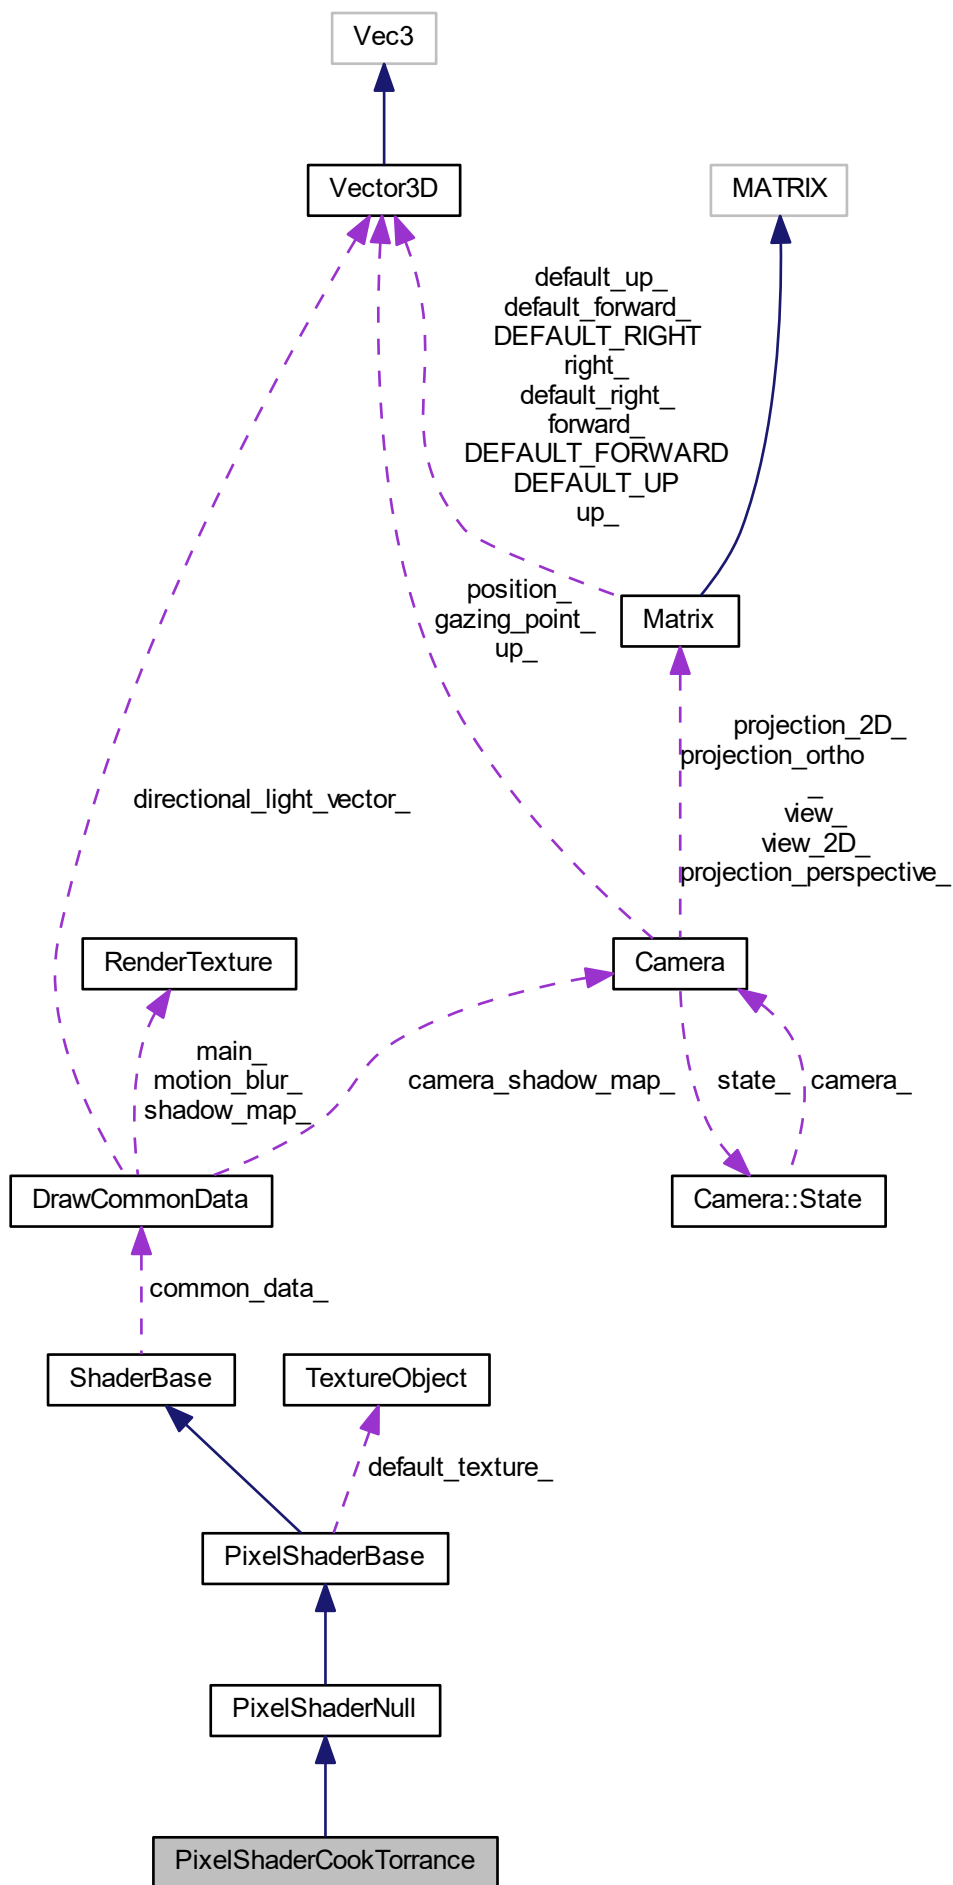 Vec3
Vector3D
MATRIX
default_up_
default_forward_
DEFAULT_RIGHT
right_
default_right_
forward_
DEFAULT_FORWARD
DEFAULT_UP
up_
position_
gazing_point_
up_
Matrix
projection_2D_
projection_ortho
_
view_
view_2D_
projection_perspective_
directional_light_vector_
RenderTexture
Camera
main_
motion_blur_
shadow_map_
camera_shadow_map_
state_
camera_
DrawCommonData
Camera::State
common_data_
ShaderBase
TextureObject
default_texture_
PixelShaderBase
PixelShaderNull
PixelShaderCookTorrance